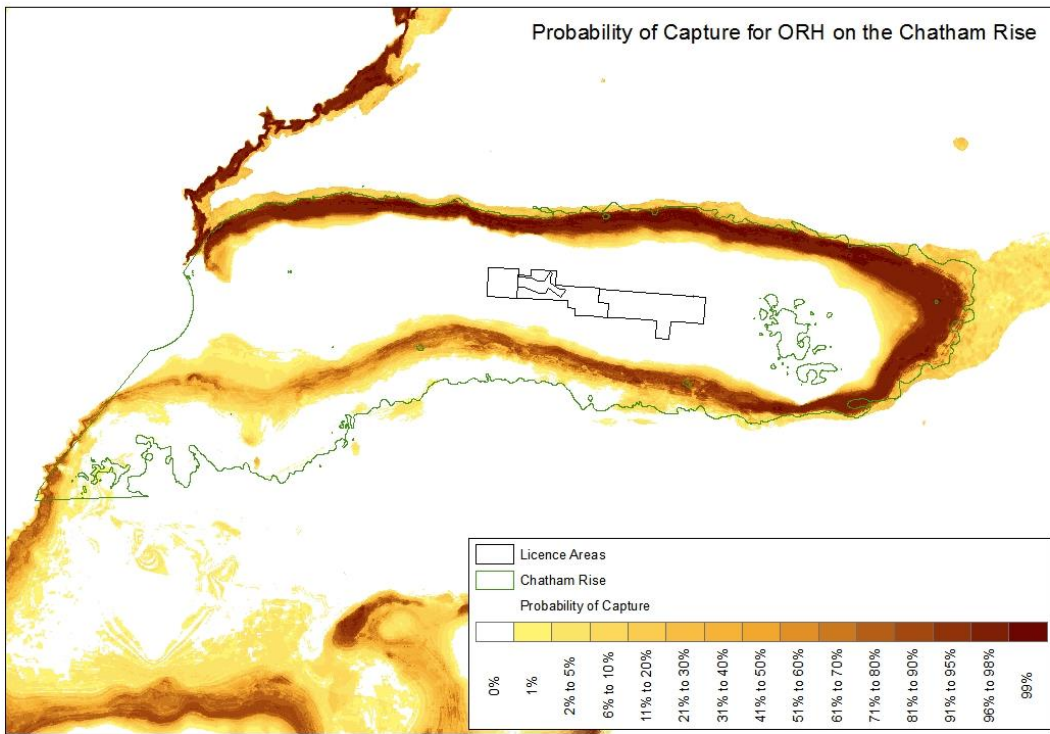 Probability of Capture for ORH on the Chatham Rise
Licence Areas
Chatham Rise
Probability of Capture
0%
1%
2% to 5%
6% to 10%
11% to 20%
21% to 30%
31% to 40%
41% to 50%
51% to 60%
61% to 70%
71% to 80%
81% to 90%
91% to 95%
96% to 98%
99%